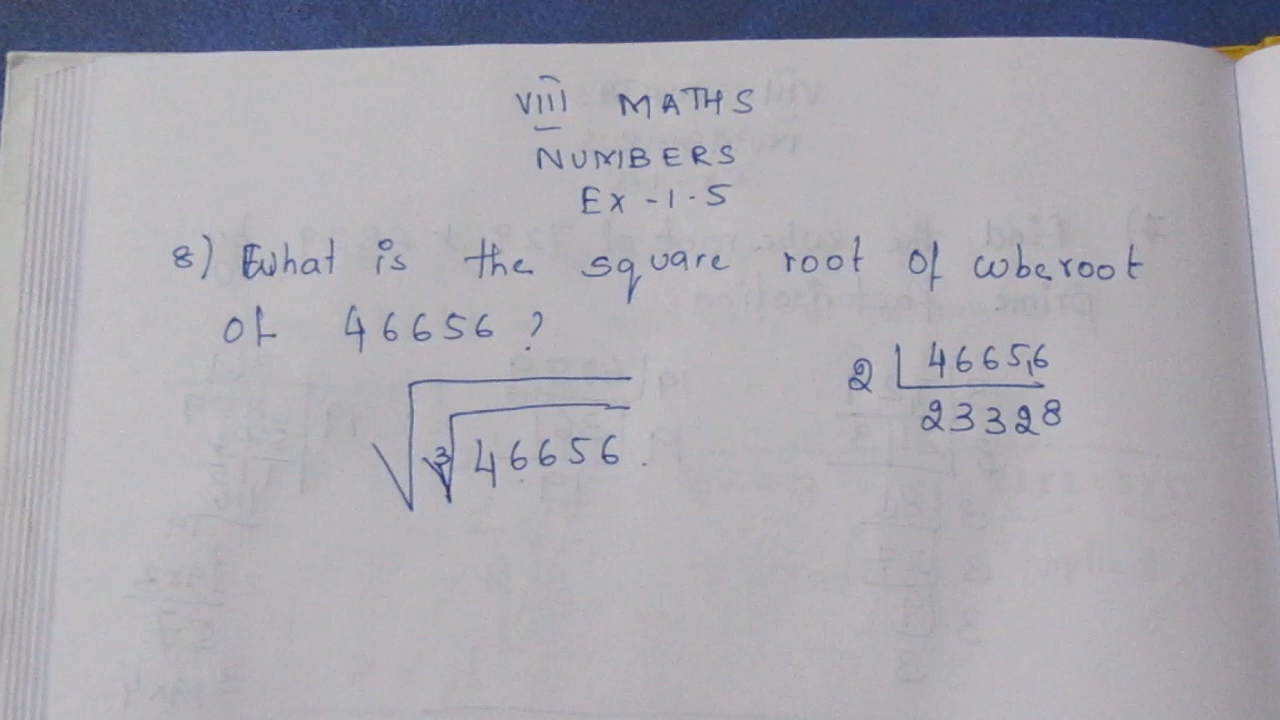 VIII MATHS
NUMBERS
EX-1.5
8) What is the square root of cuberoot
of 46656?
2 46656
23328
√ ∛46656.